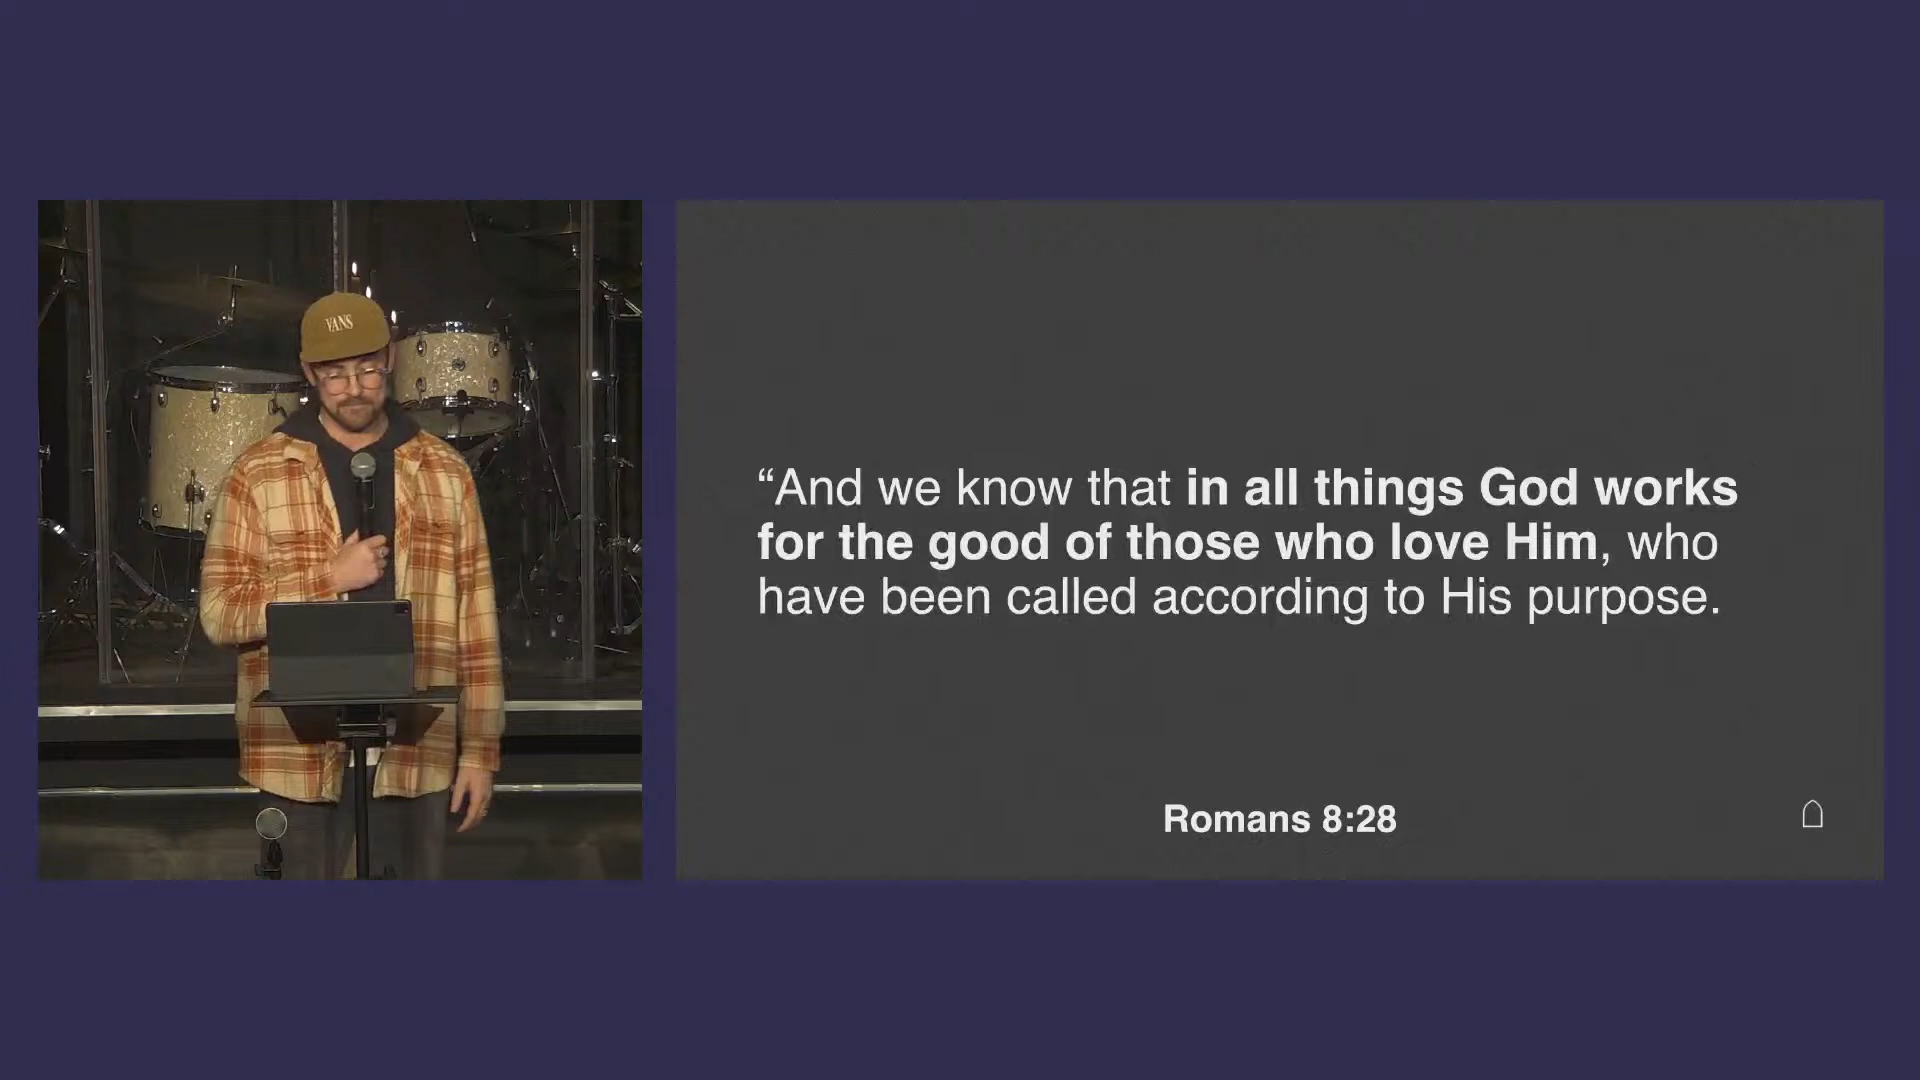 VANS
“And we know that in all things God works
for the good of those who love Him, who
have been called according to His purpose.
Romans 8:28